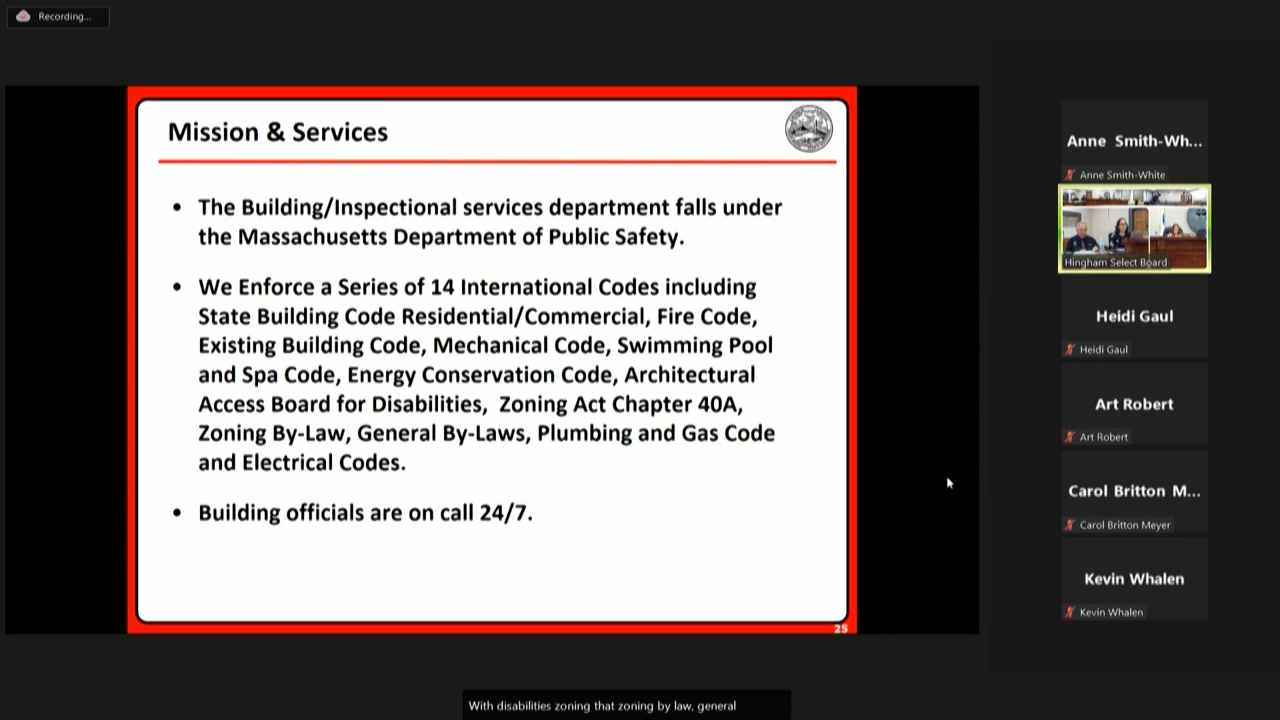 Recording...
Mission & Services
• The Building/Inspectional services department falls under
the Massachusetts Department of Public Safety.
• We Enforce a Series of 14 International Codes including
State Building Code Residential/Commercial, Fire Code,
Existing Building Code, Mechanical Code, Swimming Pool
and Spa Code, Energy Conservation Code, Architectural
Access Board for Disabilities, Zoning Act Chapter 40A,
Zoning By-Law, General By-Laws, Plumbing and Gas Code
and Electrical Codes.
• Building officials are on call 24/7.
25
Anne Smith-Wh...
Anne Smith-White
Hingham Select Board
Heidi Gaul
Heidi Gaul
Art Robert
Art Robert
Carol Britton M...
Carol Britton Meyer
Kevin Whalen
Kevin Whalen
With disabilities zoning that zoning by law, general